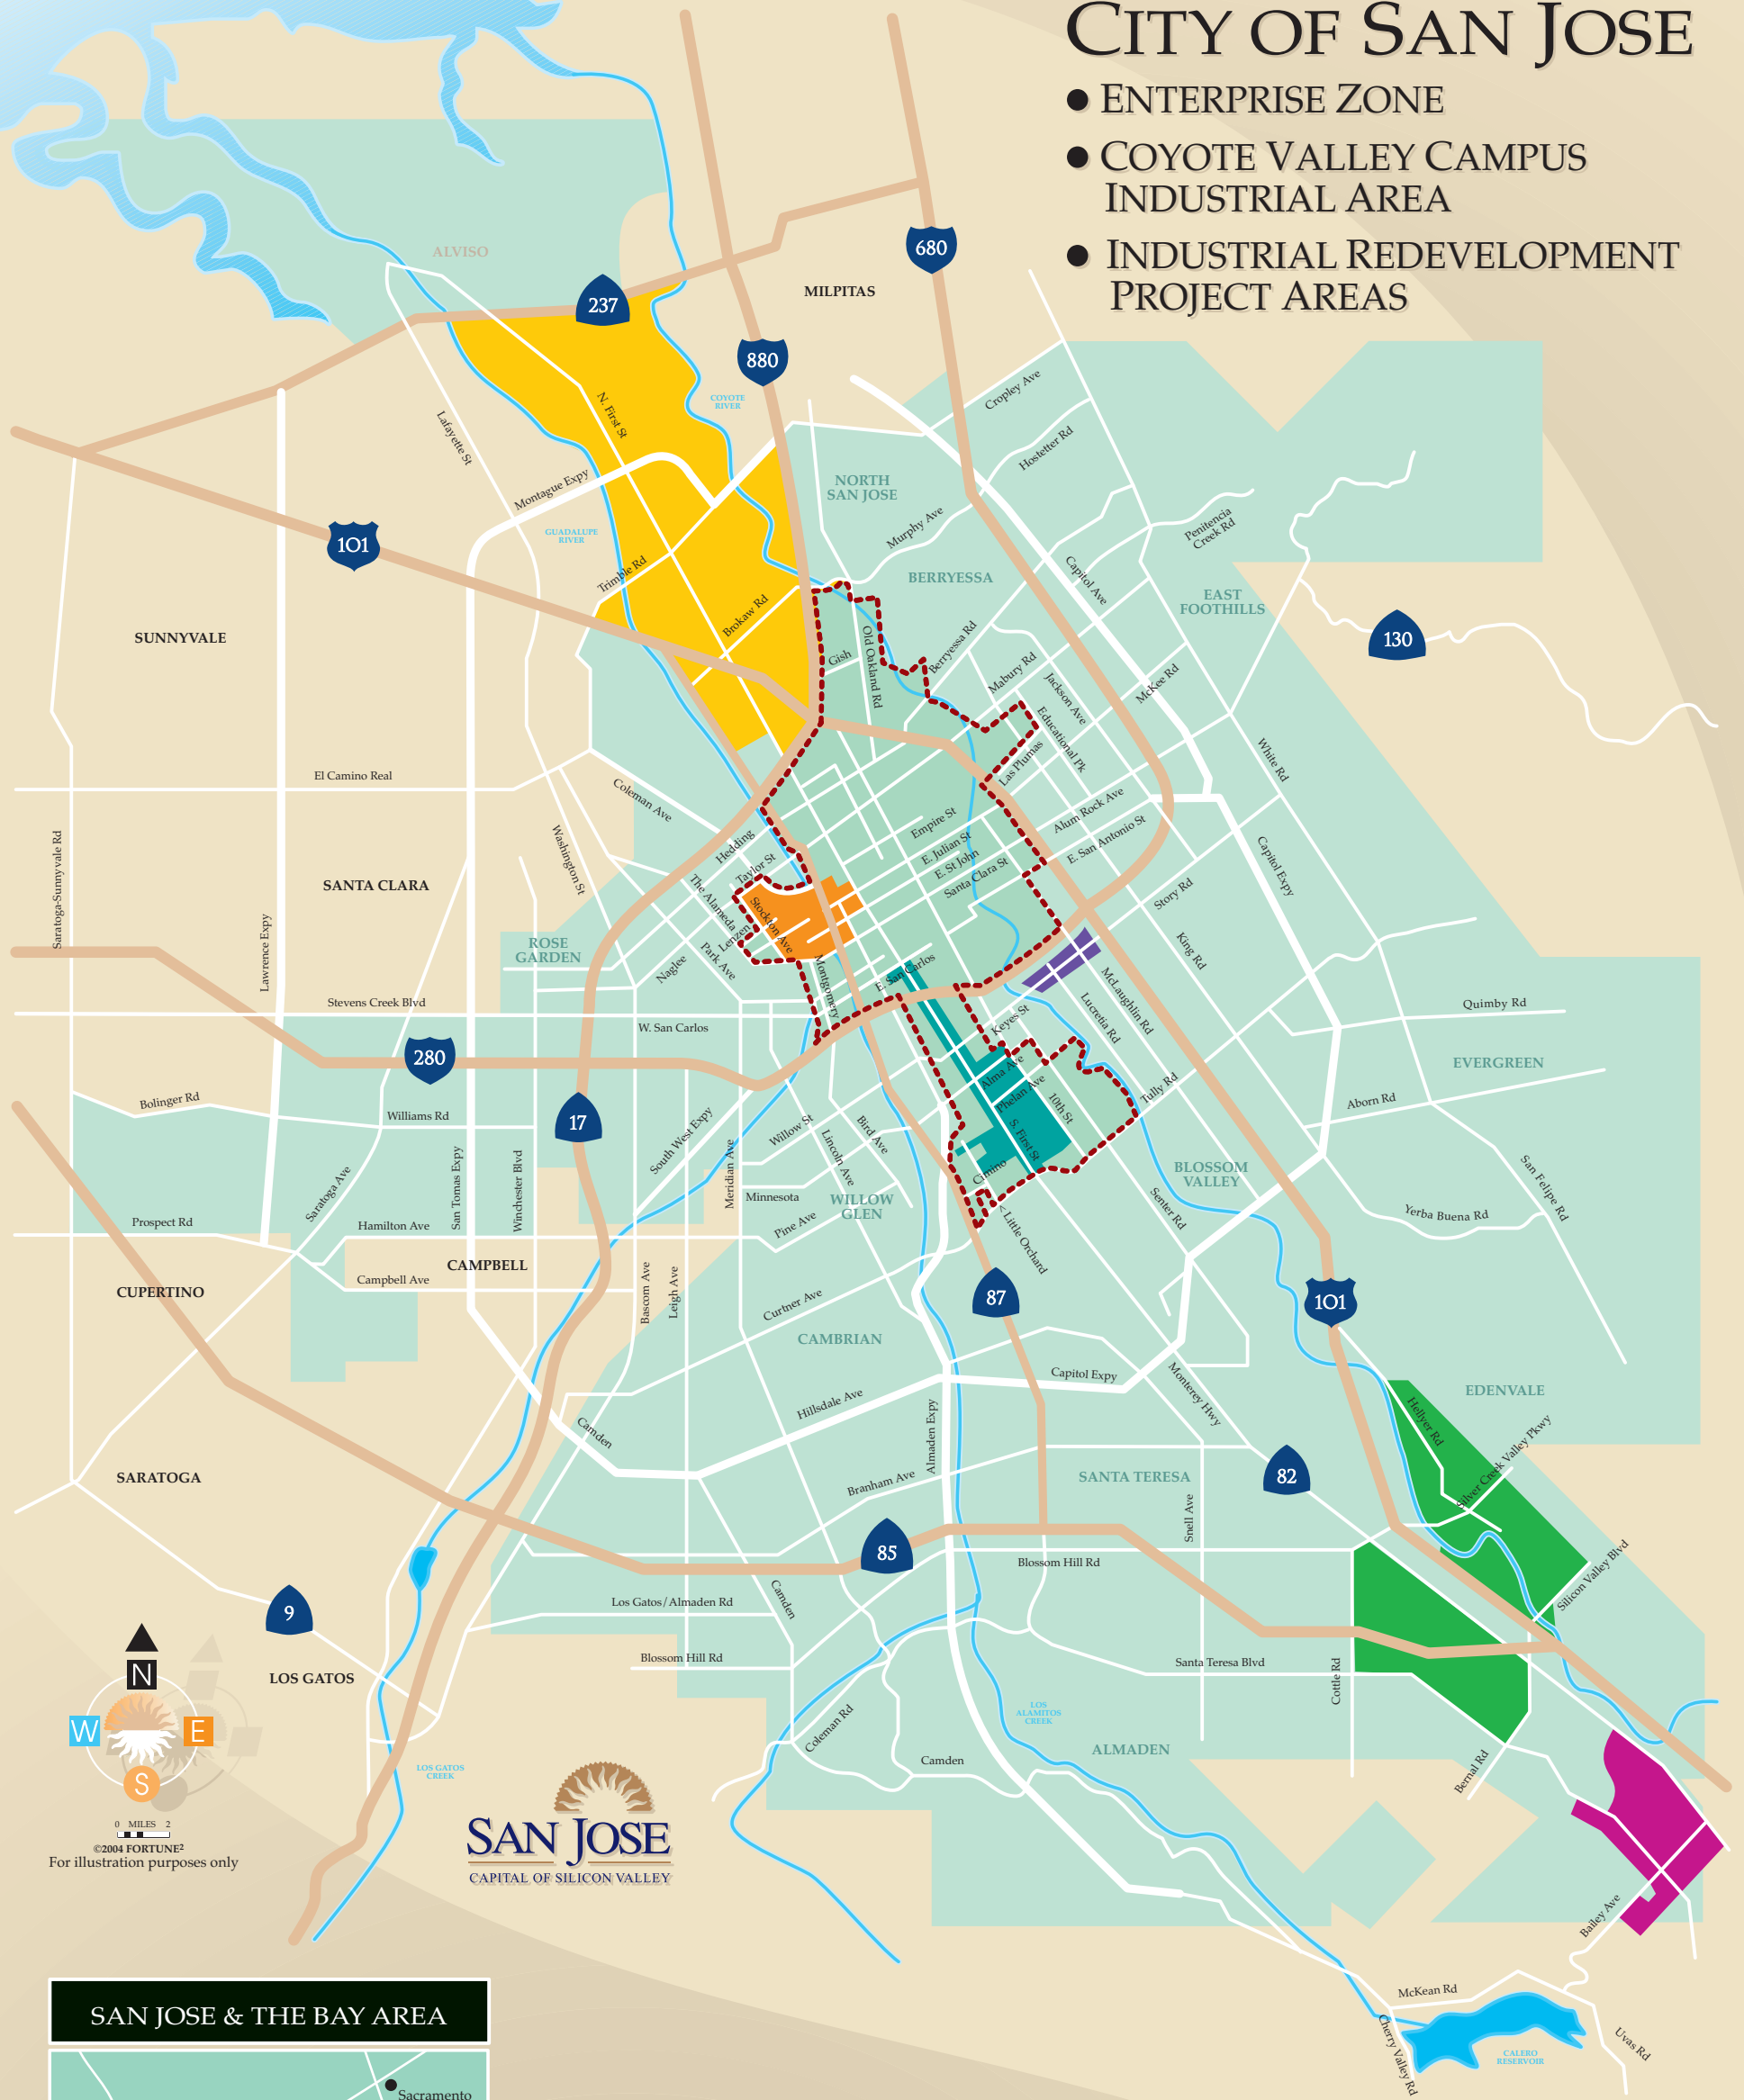 CITY OF SAN JOSE
● ENTERPRISE ZONE
● COYOTE VALLEY CAMPUS
INDUSTRIAL AREA
● INDUSTRIAL REDEVELOPMENT
PROJECT AREAS
ALVISO
680
237
MILPITAS
880
COYOTE
RIVER
Cropley Ave
N. First St
Lafayette St
Hostetter Rd
NORTH
SAN JOSE
Montague Expy
Murphy Ave
Penitencia
Creek Rd
GUADALUPE
RIVER
101
Trimble Rd
BERRYESSA
Capitol Ave
EAST
FOOTHILLS
Brokaw Rd
SUNNYVALE
130
Gish
Old Oakland Rd
Berryessa Rd
Mabury Rd
Jackson Ave
McKee Rd
Educational Pk
Las Plumas
White Rd
El Camino Real
Coleman Ave
Alum Rock Ave
Empire St
E. San Antonio St
Saratoga-Sunnyvale Rd
Washington St
Hedding
E. Julian St
E. St John
Santa Clara St
Capitol Expy
Taylor St
SANTA CLARA
The Alameda
Stockton Ave
Story Rd
Lawrence Expy
Lenzen
ROSE
GARDEN
Park Ave
Naglee
King Rd
Montgomery
E. San Carlos
McLaughlin Rd
Stevens Creek Blvd
Lucretia Rd
Quimby Rd
W. San Carlos
Keyes St
280
EVERGREEN
Alma Ave
Bolinger Rd
Phelan Ave
Tully Rd
Williams Rd
17
10th St
Aborn Rd
South West Expy
Willow St
Bird Ave
Lincoln Ave
S. First St
San Tomas Expy
Winchester Blvd
Meridian Ave
Saratoga Ave
Cimino
BLOSSOM
VALLEY
San Felipe Rd
Minnesota
WILLOW
GLEN
Senter Rd
Yerba Buena Rd
Prospect Rd
Hamilton Ave
Pine Ave
< Little Orchard
CAMPBELL
Campbell Ave
CUPERTINO
Bascom Ave
Leigh Ave
Curtner Ave
87
101
CAMBRIAN
Capitol Expy
Monterey Hwy
EDENVALE
Hillsdale Ave
Almaden Expy
Hellyer Rd
Camden
Silver Creek Valley Pkwy
SARATOGA
SANTA TERESA
82
Branham Ave
Snell Ave
85
Blossom Hill Rd
Silicon Valley Blvd
Camden
9
Los Gatos/Almaden Rd
LOS GATOS
Blossom Hill Rd
Santa Teresa Blvd
Cottle Rd
LOS
ALAMITOS
CREEK
Coleman Rd
ALMADEN
Camden
Bernal Rd
LOS GATOS
CREEK
N
W
E
S
0 MILES 2
©2004 FORTUNE²
For illustration purposes only
SAN JOSE
CAPITAL OF SILICON VALLEY
Bailey Ave
McKean Rd
Cherry Valley Rd
Uvas Rd
CALERO
RESERVOIR
SAN JOSE & THE BAY AREA
Sacramento